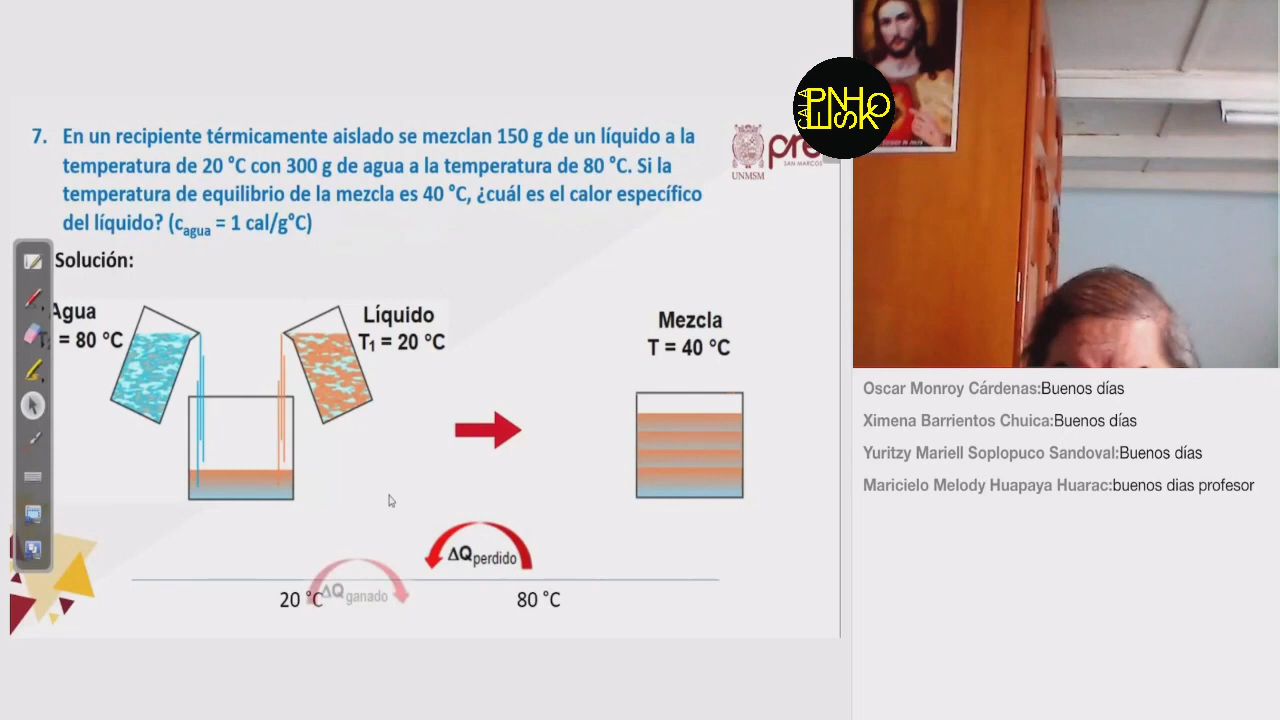 7. En un recipiente térmicamente aislado se mezclan 150 g de un líquido a la
temperatura de 20 °C con 300 g de agua a la temperatura de 80 °C. Si la
temperatura de equilibrio de la mezcla es 40 °C, ¿cuál es el calor específico
del líquido? (cagua = 1 cal/g°C)
UNMSM
pre
SAN MARCOS
Solución:
Agua
= 80 °C
Líquido
T₁ = 20 °C
Mezcla
T = 40 °C
ΔQperdido
ΔQganado
20 °C
80 °C
Oscar Monroy Cárdenas:Buenos días
Ximena Barrientos Chuica:Buenos días
Yuritzy Mariell Soplopuco Sandoval:Buenos días
Maricielo Melody Huapaya Huarac:buenos dias profesor